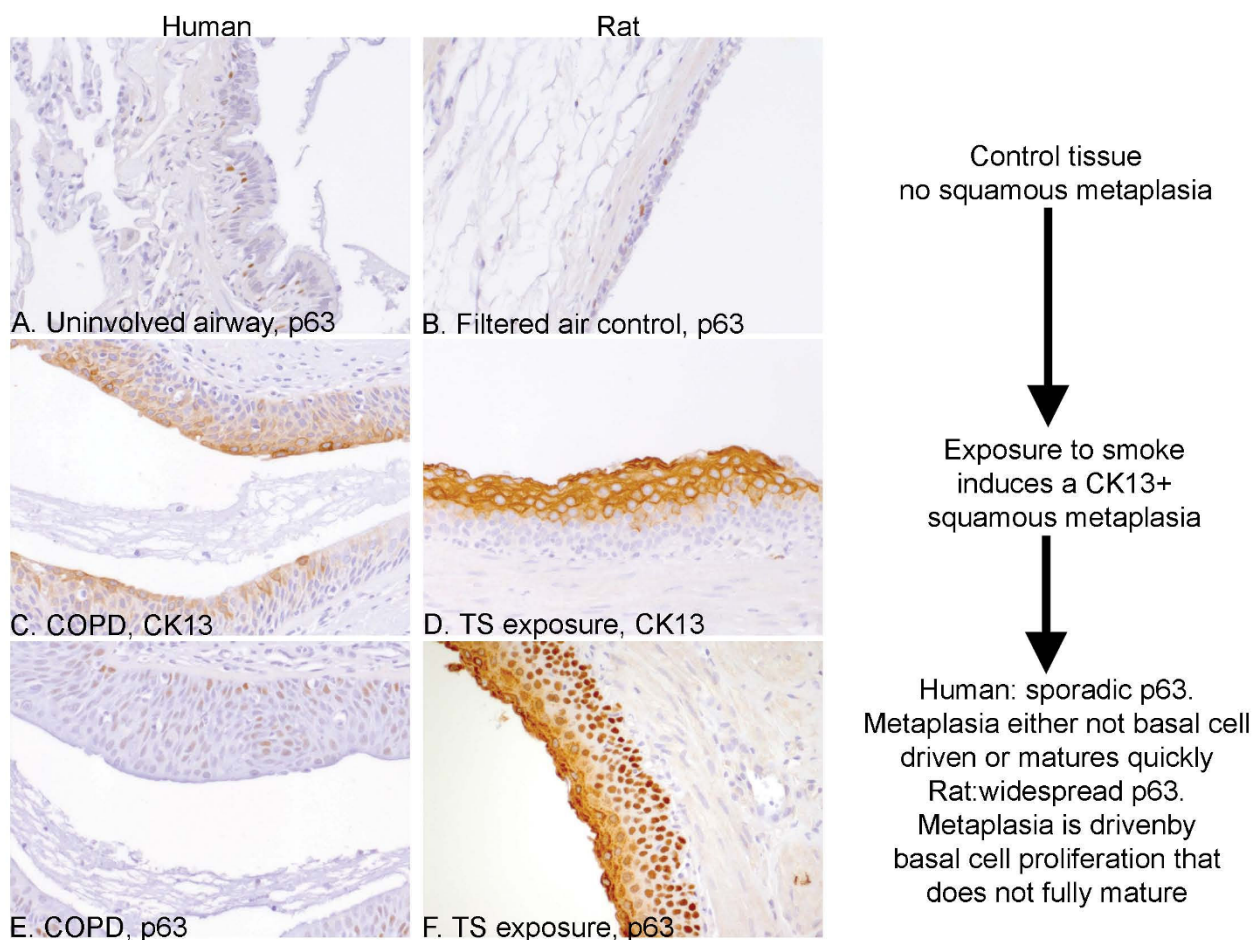 Human
Rat
A. Uninvolved airway, p63
B. Filtered air control, p63
Control tissue
no squamous metaplasia
C. COPD, CK13
D. TS exposure, CK13
Exposure to smoke
induces a CK13+
squamous metaplasia
E. COPD, p63
F. TS exposure, p63
Human: sporadic p63.
Metaplasia either not basal cell
driven or matures quickly
Rat:widespread p63.
Metaplasia is drivenby
basal cell proliferation that
does not fully mature